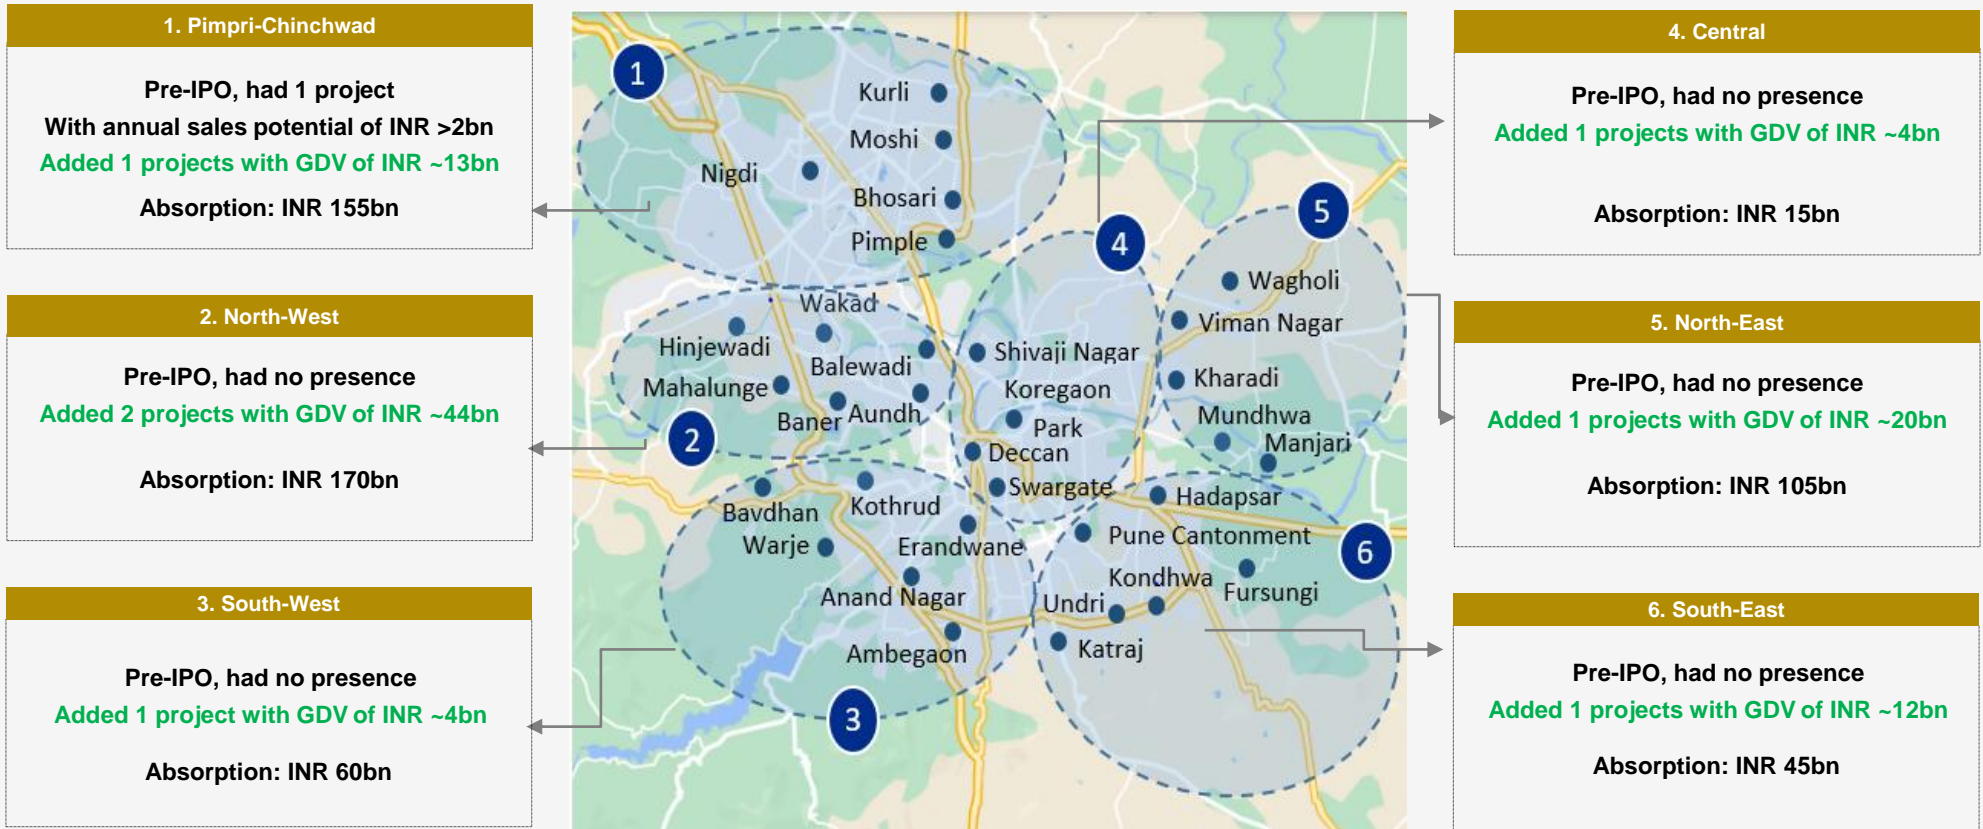 1. Pimpri-Chinchwad
Pre-IPO, had 1 project
With annual sales potential of INR >2bn
Added 1 projects with GDV of INR ~13bn
Absorption: INR 155bn
2. North-West
Pre-IPO, had no presence
Added 2 projects with GDV of INR ~44bn
Absorption: INR 170bn
3. South-West
Pre-IPO, had no presence
Added 1 project with GDV of INR ~4bn
Absorption: INR 60bn
1
Kurli
Moshi
Nigdi
Bhosari
Pimple
2
Wakad
Hinjewadi
Balewadi
Mahalunge
Baner
Aundh
3
Bavdhan
Kothrud
Warje
Erandwane
Anand Nagar
Ambegaon
4
Shivaji Nagar
Koregaon
Park
Deccan
Swargate
5
Wagholi
Viman Nagar
Kharadi
Mundhwa
Manjari
6
Hadapsar
Pune Cantonment
Kondhwa
Fursungi
Undri
Katraj
4. Central
Pre-IPO, had no presence
Added 1 projects with GDV of INR ~4bn
Absorption: INR 15bn
5. North-East
Pre-IPO, had no presence
Added 1 projects with GDV of INR ~20bn
Absorption: INR 105bn
6. South-East
Pre-IPO, had no presence
Added 1 projects with GDV of INR ~12bn
Absorption: INR 45bn